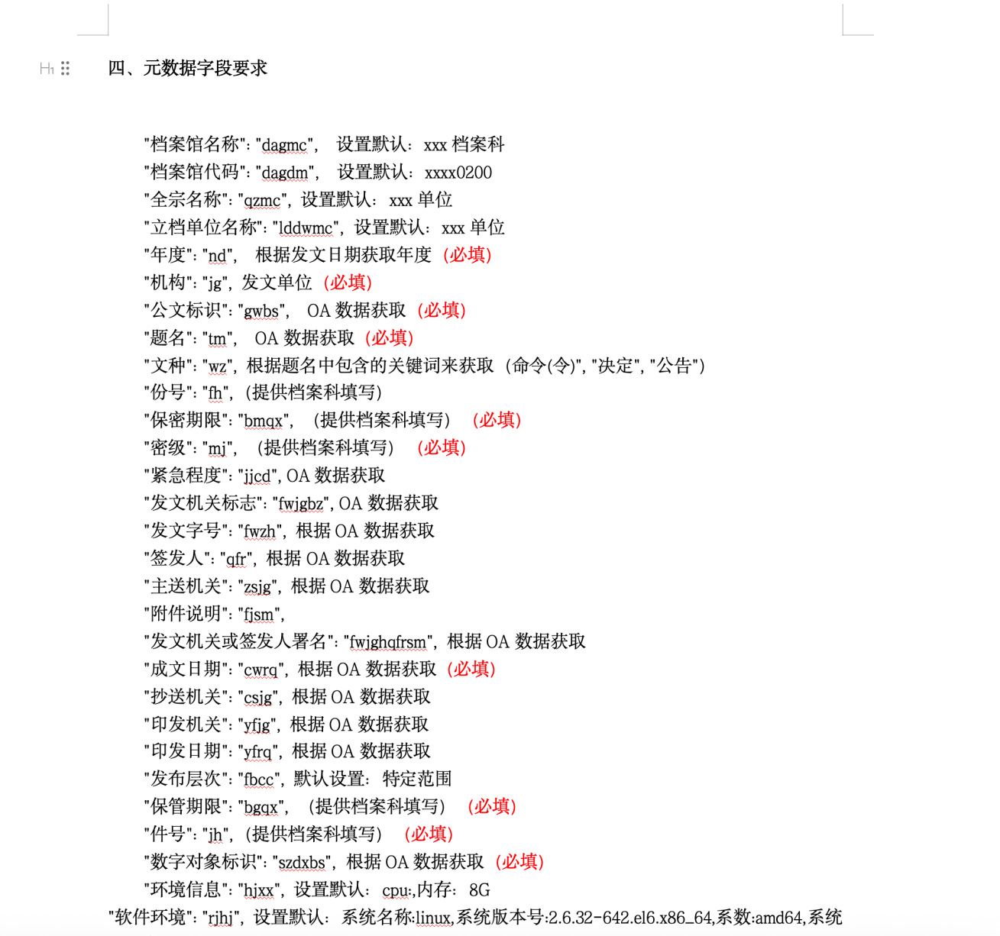 H1
四、元数据字段要求
"档案馆名称": "dagmc", 设置默认：xxx 档案科
"档案馆代码": "dagdm", 设置默认：xxxx0200
"全宗名称": "qzmc", 设置默认：xxx 单位
"立档单位名称": "lddwmc", 设置默认：xxx 单位
"年度": "nd", 根据发文日期获取年度（必填）
"机构": "jg", 发文单位（必填）
"公文标识": "gwbs", OA 数据获取（必填）
"题名": "tm", OA 数据获取（必填）
"文种": "wz", 根据题名中包含的关键词来获取（命令(令)", "决定", "公告"）
"份号": "fh",（提供档案科填写）
"保密期限": "bmqx", （提供档案科填写）（必填）
"密级": "mj", （提供档案科填写）（必填）
"紧急程度": "jjcd", OA 数据获取
"发文机关标志": "fwjgbz", OA 数据获取
"发文字号": "fwzh", 根据 OA 数据获取
"签发人": "qfr", 根据 OA 数据获取
"主送机关": "zsjg", 根据 OA 数据获取
"附件说明": "fjsm",
"发文机关或签发人署名": "fwjghqfrsm", 根据 OA 数据获取
"成文日期": "cwrq", 根据 OA 数据获取（必填）
"抄送机关": "csjg", 根据 OA 数据获取
"印发机关": "yfjg", 根据 OA 数据获取
"印发日期": "yfrq", 根据 OA 数据获取
"发布层次": "fbcc", 默认设置：特定范围
"保管期限": "bgqx", （提供档案科填写）（必填）
"件号": "jh",（提供档案科填写）（必填）
"数字对象标识": "szdxbs", 根据 OA 数据获取（必填）
"环境信息": "hjxx", 设置默认：cpu:,内存：8G
"软件环境": "rjhj", 设置默认：系统名称:linux,系统版本号:2.6.32-642.el6.x86_64,系数:amd64,系统